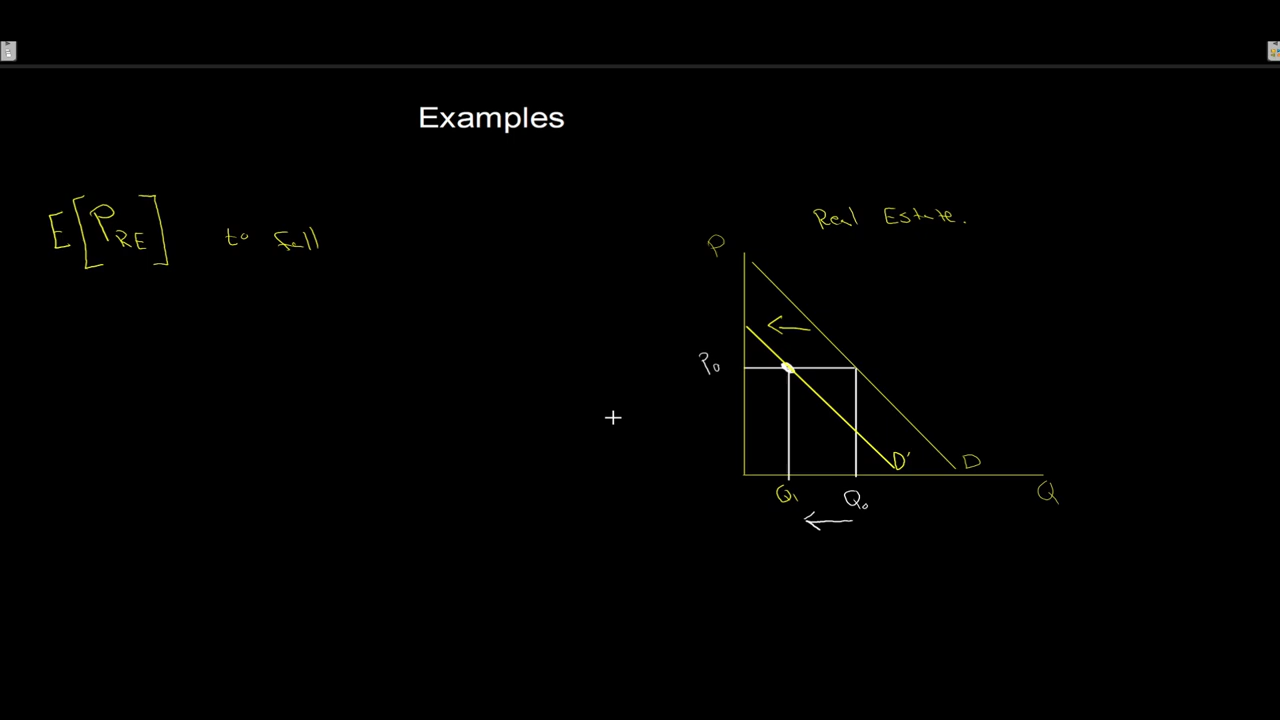 Examples
E[P_RE] to fall
Real Estate.
P
P₀
D' D
Q₁ Q₀ Q